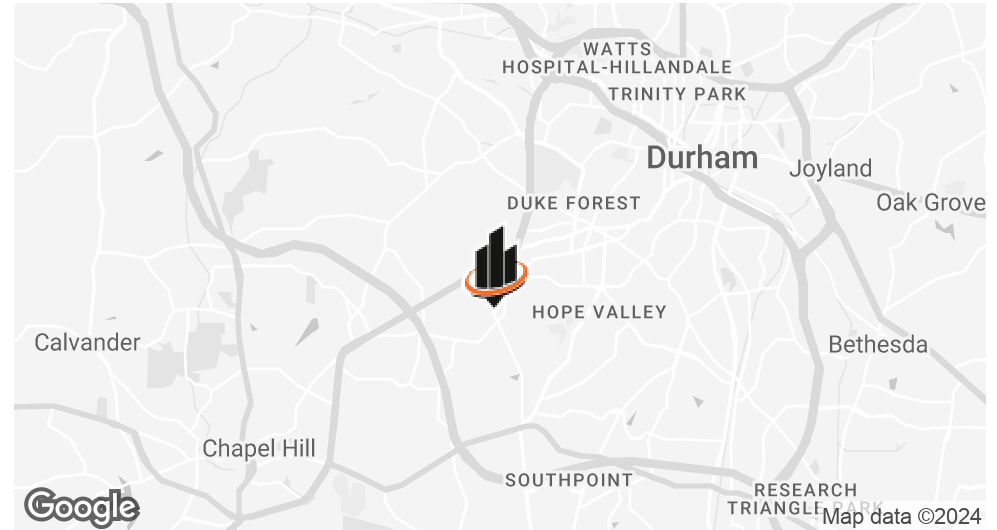 WATTS
HOSPITAL-HILLANDALE
TRINITY PARK
Durham
Joyland
Oak Grove
DUKE FOREST
HOPE VALLEY
Calvander
Bethesda
Chapel Hill
SOUTHPOINT
RESEARCH
TRIANGLE PARK
Google
Map data ©2024